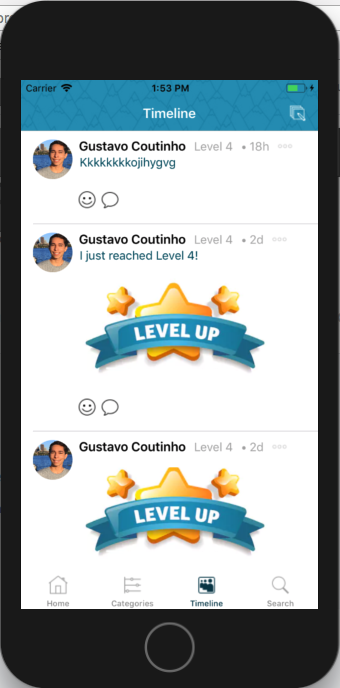 Carrier 1:53 PM
Timeline
Gustavo Coutinho Level 4 • 18h
Kkkkkkkkojihygvg
Gustavo Coutinho Level 4 • 2d
I just reached Level 4!
LEVEL UP
Gustavo Coutinho Level 4 • 2d
LEVEL UP
Home Categories Timeline Search